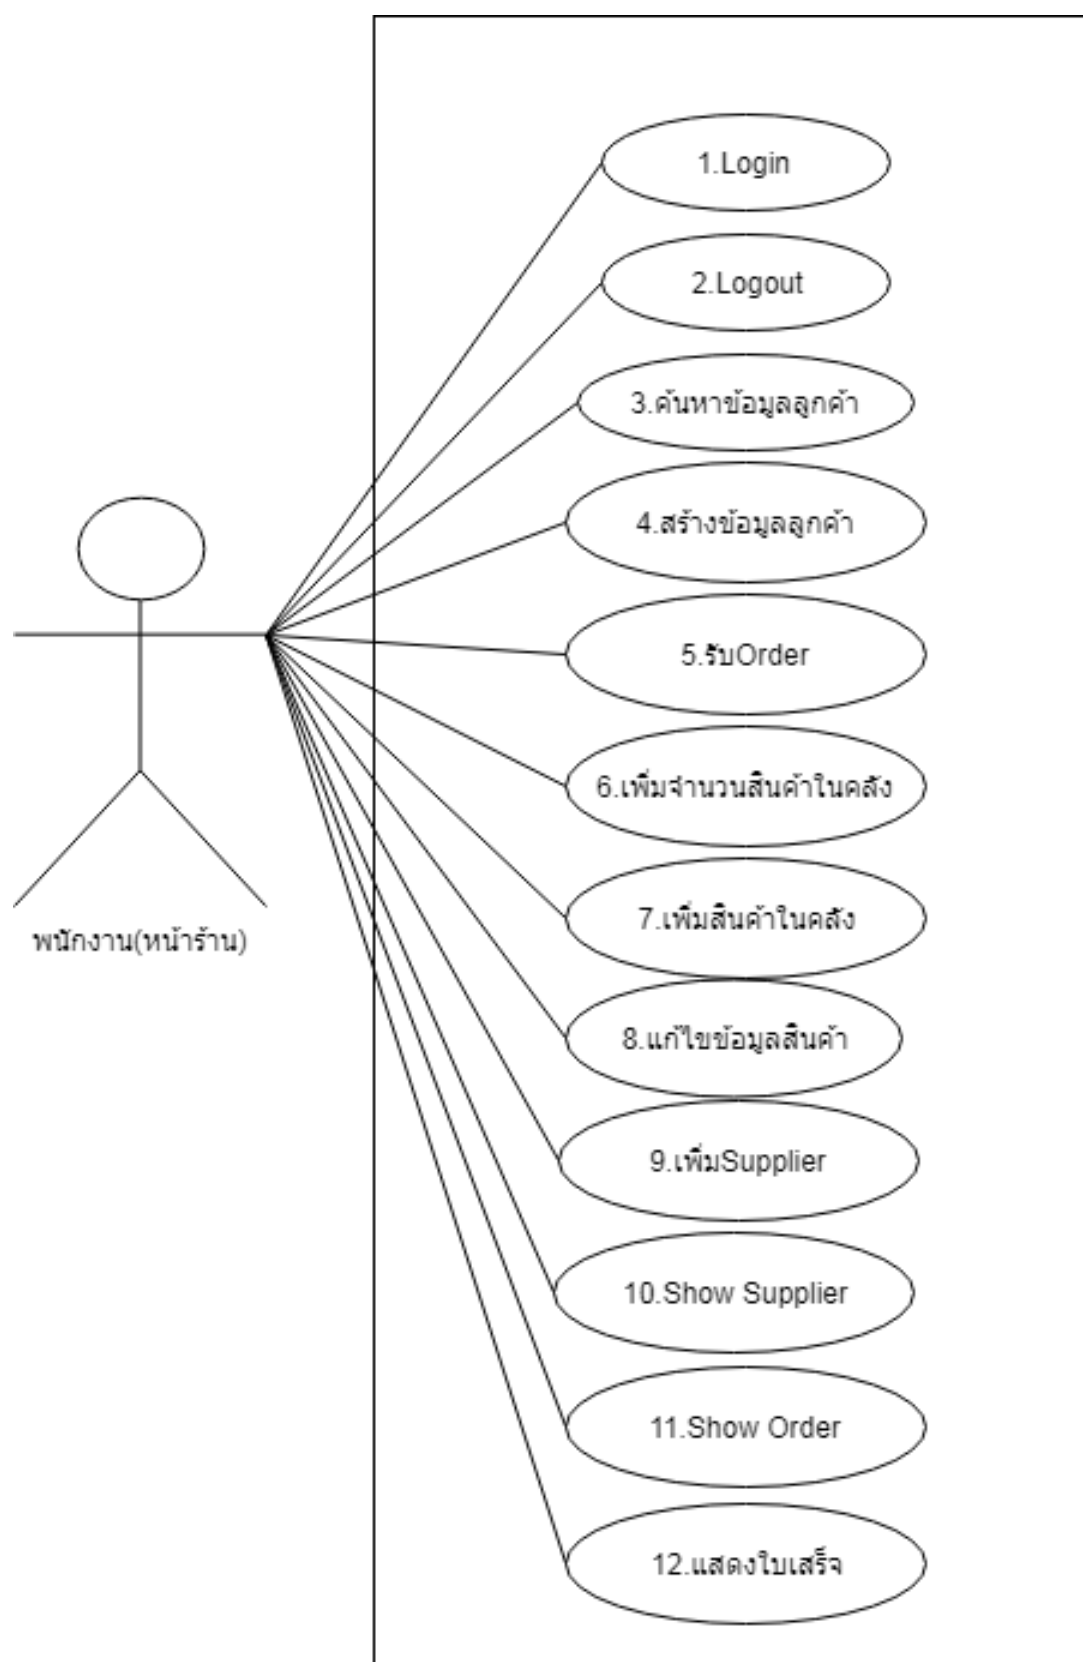 1.Login
2.Logout
3.ค้นหาข้อมูลลูกค้า
4.สร้างข้อมูลลูกค้า
5.รับOrder
6.เพิ่มจำนวนสินค้าในคลัง
7.เพิ่มสินค้าในคลัง
พนักงาน(หน้าร้าน)
8.แก้ไขข้อมูลสินค้า
9.เพิ่มSupplier
10.Show Supplier
11.Show Order
12.แสดงใบเสร็จ